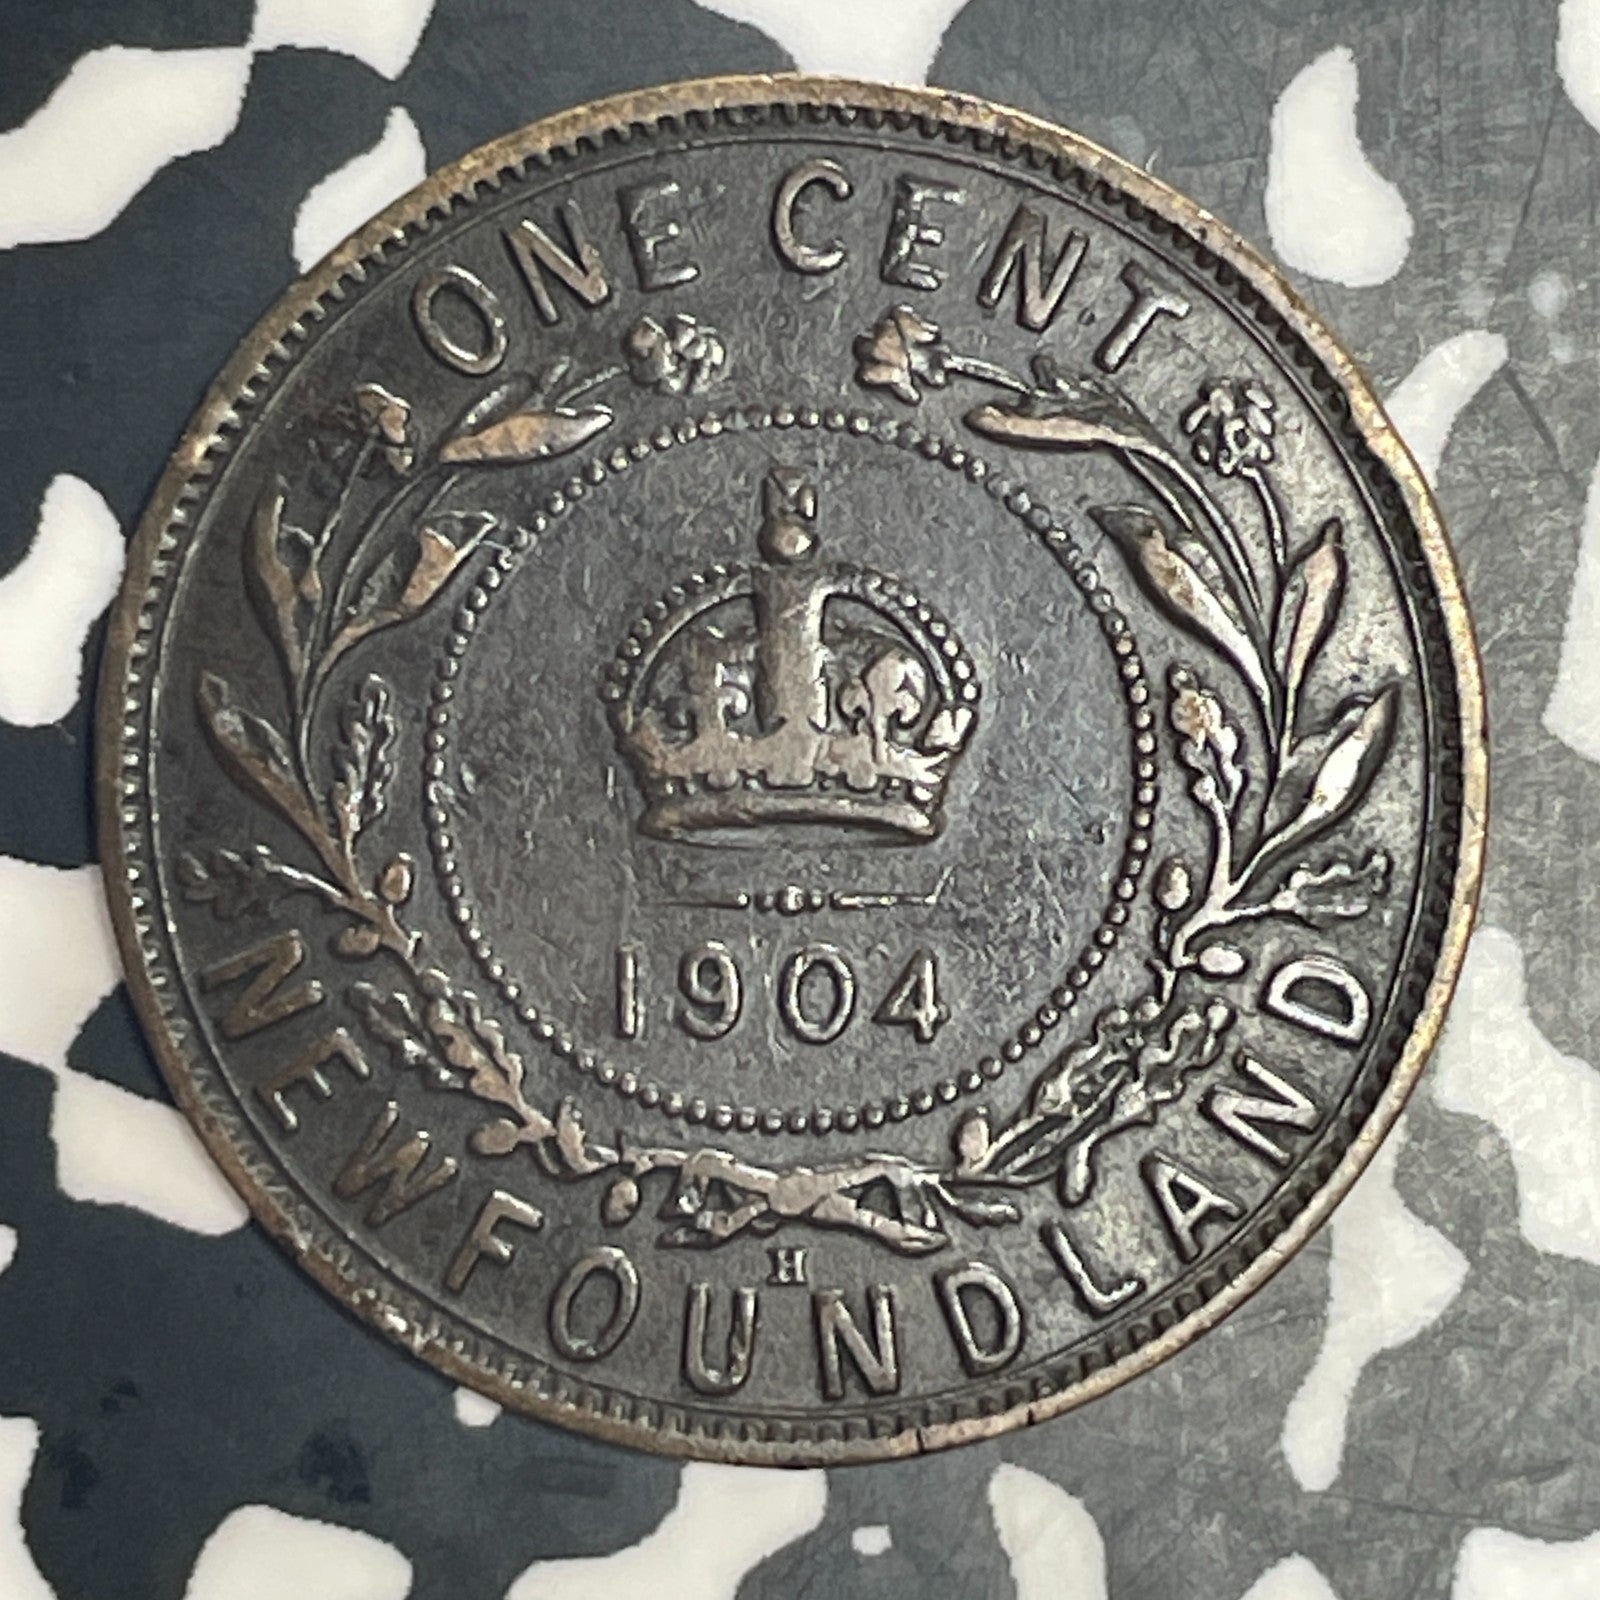 ONE CENT
1904
H
NEWFOUNDLAND